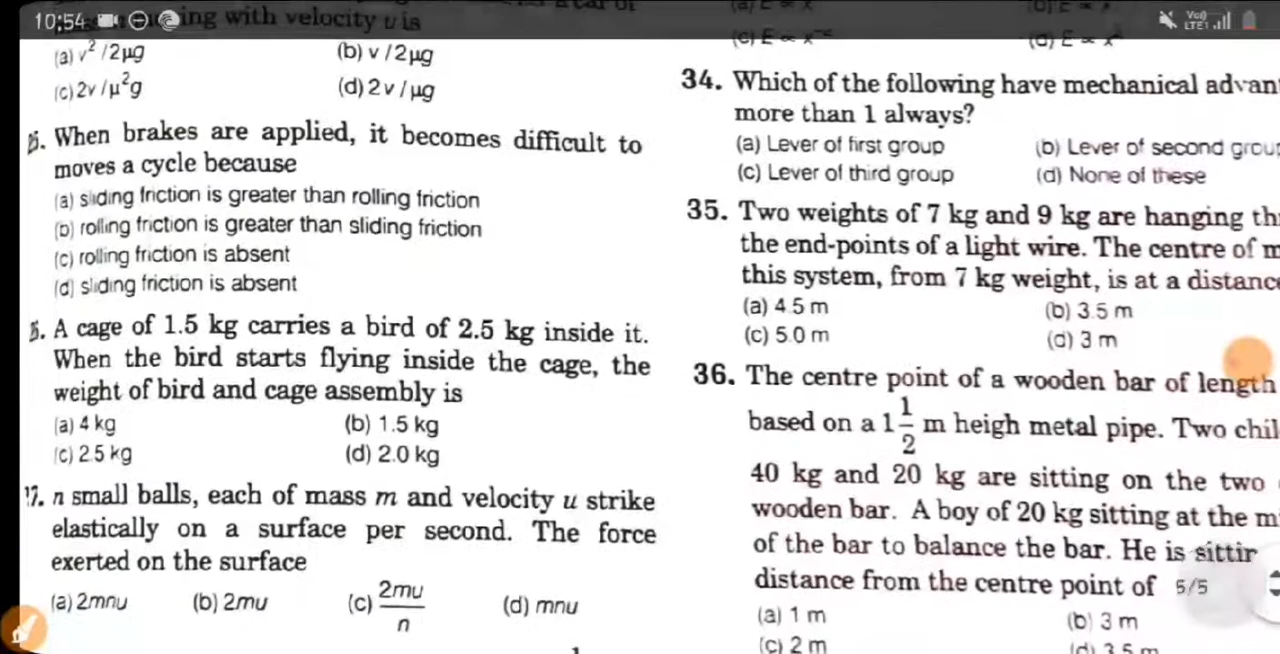 10:54
ing with velocity u is
(a) v² /2μg
(b) v /2μg
(c) 2v /μ²g
(d) 2 v / μg
5. When brakes are applied, it becomes difficult to
moves a cycle because
(a) sliding friction is greater than rolling friction
(b) rolling friction is greater than sliding friction
(c) rolling friction is absent
(d) sliding friction is absent
A cage of 1.5 kg carries a bird of 2.5 kg inside it.
When the bird starts flying inside the cage, the
weight of bird and cage assembly is
(a) 4 kg
(b) 1.5 kg
(c) 2.5 kg
(d) 2.0 kg
17. n small balls, each of mass m and velocity u strike
elastically on a surface per second. The force
exerted on the surface
(a) 2mnu
(b) 2mu
(c) 2mu/n
(d) mnu
34. Which of the following have mechanical advan
more than 1 always?
(a) Lever of first group
(b) Lever of second group
(c) Lever of third group
(d) None of these
35. Two weights of 7 kg and 9 kg are hanging th
the end-points of a light wire. The centre of m
this system, from 7 kg weight, is at a distance
(a) 4.5 m
(b) 3.5 m
(c) 5.0 m
(d) 3 m
36. The centre point of a wooden bar of length
based on a 1 1/2 m heigh metal pipe. Two chil
40 kg and 20 kg are sitting on the two
wooden bar. A boy of 20 kg sitting at the m
of the bar to balance the bar. He is sittin
distance from the centre point of
5/5
(a) 1 m
(b) 3 m
(c) 2 m
(d) 3.5 m